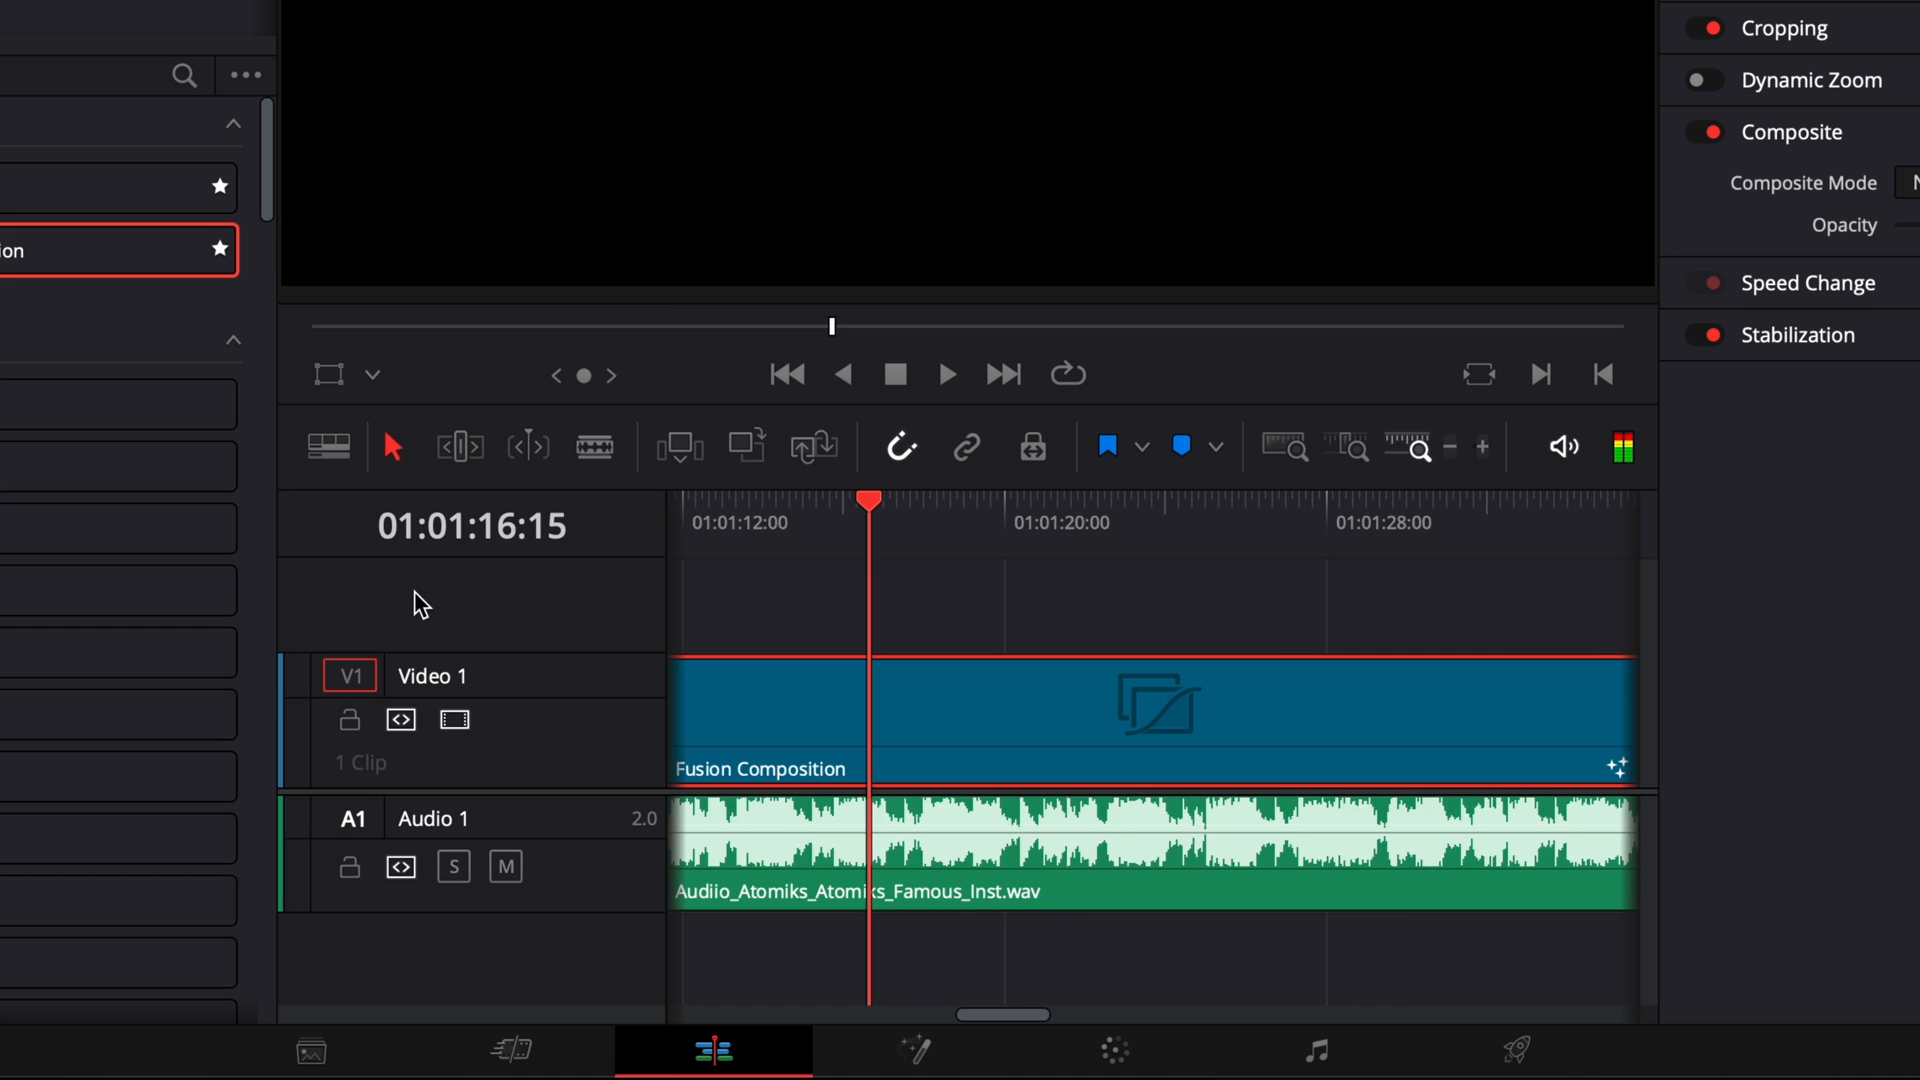 Cropping
Dynamic Zoom
Composite
Composite Mode
Opacity
Speed Change
Stabilization
ion
01:01:16:15
01:01:12:00
01:01:20:00
01:01:28:00
V1
Video 1
1 Clip
Fusion Composition
A1
Audio 1
2.0
S
M
Audiio_Atomiks_Atomiks_Famous_Inst.wav